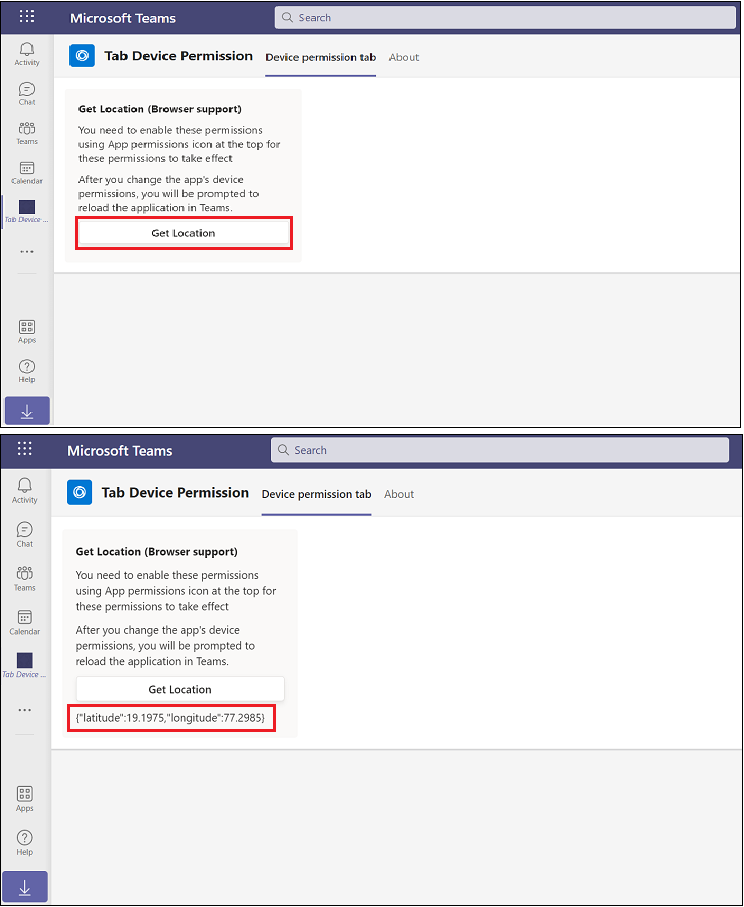 Microsoft Teams
Search
Activity
Chat
Teams
Calendar
Tab Device ...
Apps
Help
Tab Device Permission
Device permission tab
About
Get Location (Browser support)
You need to enable these permissions
using App permissions icon at the top for
these permissions to take effect
After you change the app's device
permissions, you will be prompted to
reload the application in Teams.
Get Location
Microsoft Teams
Search
Activity
Chat
Teams
Calendar
Tab Device ...
Apps
Help
Tab Device Permission
Device permission tab
About
Get Location (Browser support)
You need to enable these permissions
using App permissions icon at the top for
these permissions to take effect
After you change the app's device
permissions, you will be prompted to
reload the application in Teams.
Get Location
{"latitude":19.1975,"longitude":77.2985}